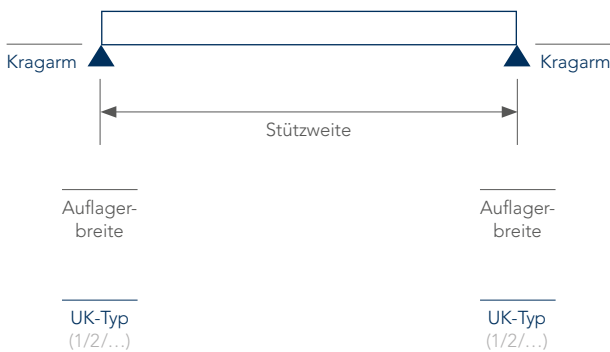 Kragarm
Kragarm
Stützweite
Auflager-
breite
Auflager-
breite
UK-Typ
(1/2/…)
UK-Typ
(1/2/…)